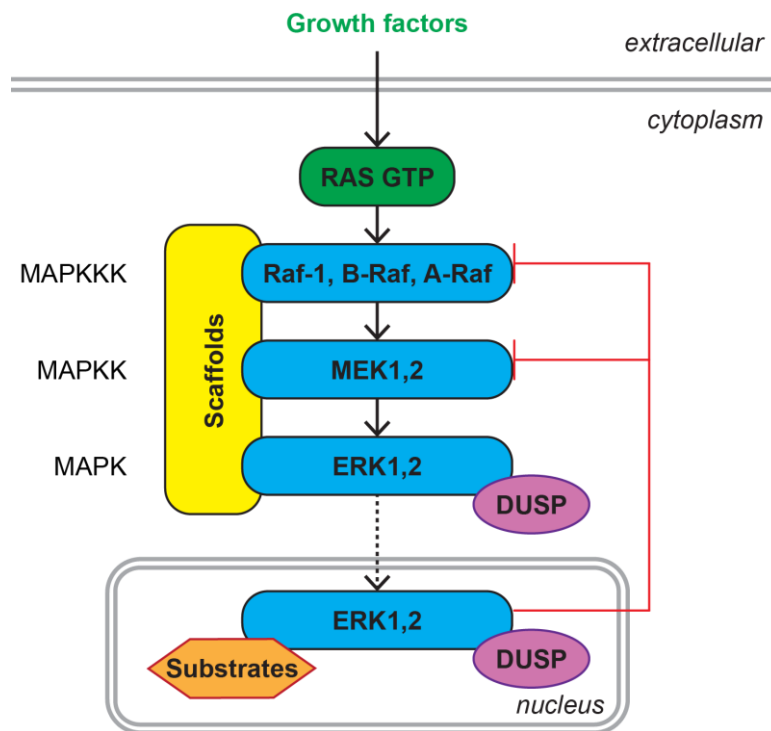 Growth factors
extracellular
cytoplasm
RAS GTP
MAPKKK
Raf-1, B-Raf, A-Raf
Scaffolds
MAPKK
MEK1,2
MAPK
ERK1,2
DUSP
ERK1,2
Substrates
DUSP
nucleus